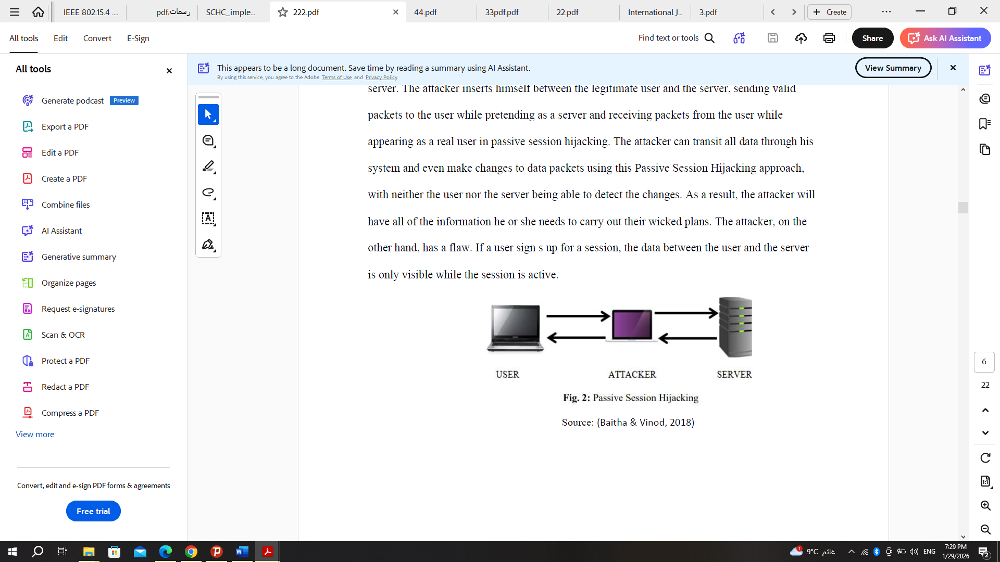 IEEE 802.15.4 ....
رسمات.pdf
SCHC_imple...
222.pdf
44.pdf
33pdf.pdf
22.pdf
International J...
3.pdf
Create
All tools
Edit
Convert
E-Sign
Find text or tools
Share
Ask AI Assistant
All tools
This appears to be a long document. Save time by reading a summary using AI Assistant.
By using this service, you agree to the Adobe Terms of Use and Privacy Policy
View Summary
Generate podcast Preview
Export a PDF
Edit a PDF
Create a PDF
Combine files
AI Assistant
Generative summary
Organize pages
Request e-signatures
Scan & OCR
Protect a PDF
Redact a PDF
Compress a PDF
View more
Convert, edit and e-sign PDF forms & agreements
Free trial
server. The attacker inserts himself between the legitimate user and the server, sending valid
packets to the user while pretending as a server and receiving packets from the user while
appearing as a real user in passive session hijacking. The attacker can transit all data through his
system and even make changes to data packets using this Passive Session Hijacking approach,
with neither the user nor the server being able to detect the changes. As a result, the attacker will
have all of the information he or she needs to carry out their wicked plans. The attacker, on the
other hand, has a flaw. If a user sign s up for a session, the data between the user and the server
is only visible while the session is active.
USER
ATTACKER
SERVER
Fig. 2: Passive Session Hijacking
Source: (Baitha & Vinod, 2018)
6
22
1:1
1
9°C غائم
ENG
7:29 PM
1/29/2026
2